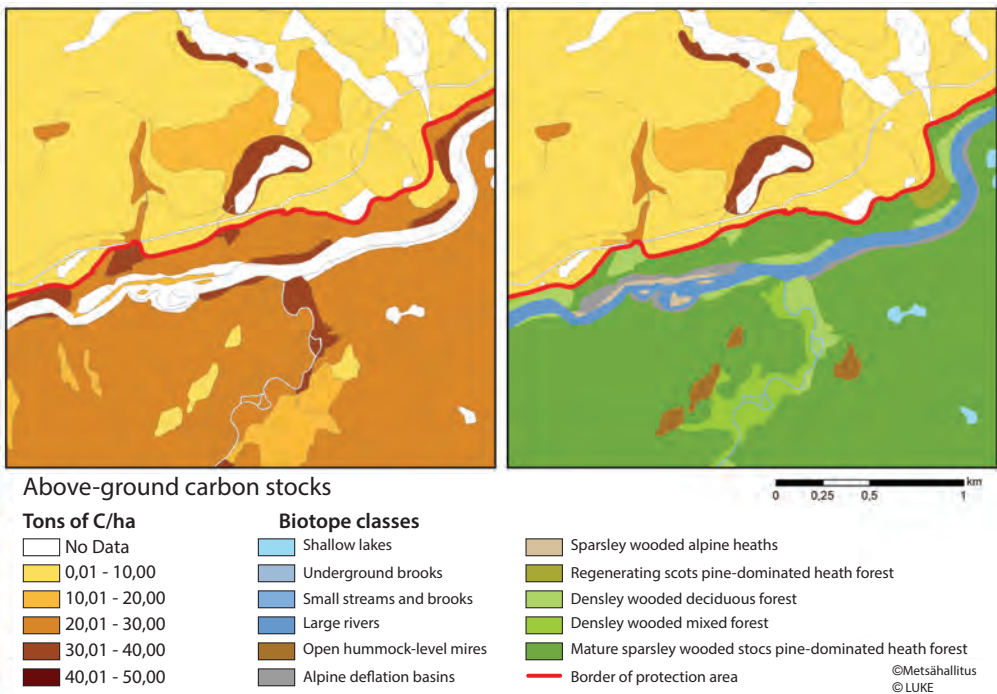 Above-ground carbon stocks
km
0 0,25 0,5 1
Tons of C/ha
No Data
0,01 - 10,00
10,01 - 20,00
20,01 - 30,00
30,01 - 40,00
40,01 - 50,00
Biotope classes
Shallow lakes
Underground brooks
Small streams and brooks
Large rivers
Open hummock-level mires
Alpine deflation basins
Sparsley wooded alpine heaths
Regenerating scots pine-dominated heath forest
Densley wooded deciduous forest
Densley wooded mixed forest
Mature sparsley wooded stocs pine-dominated heath forest
Border of protection area
©Metsähallitus
© LUKE